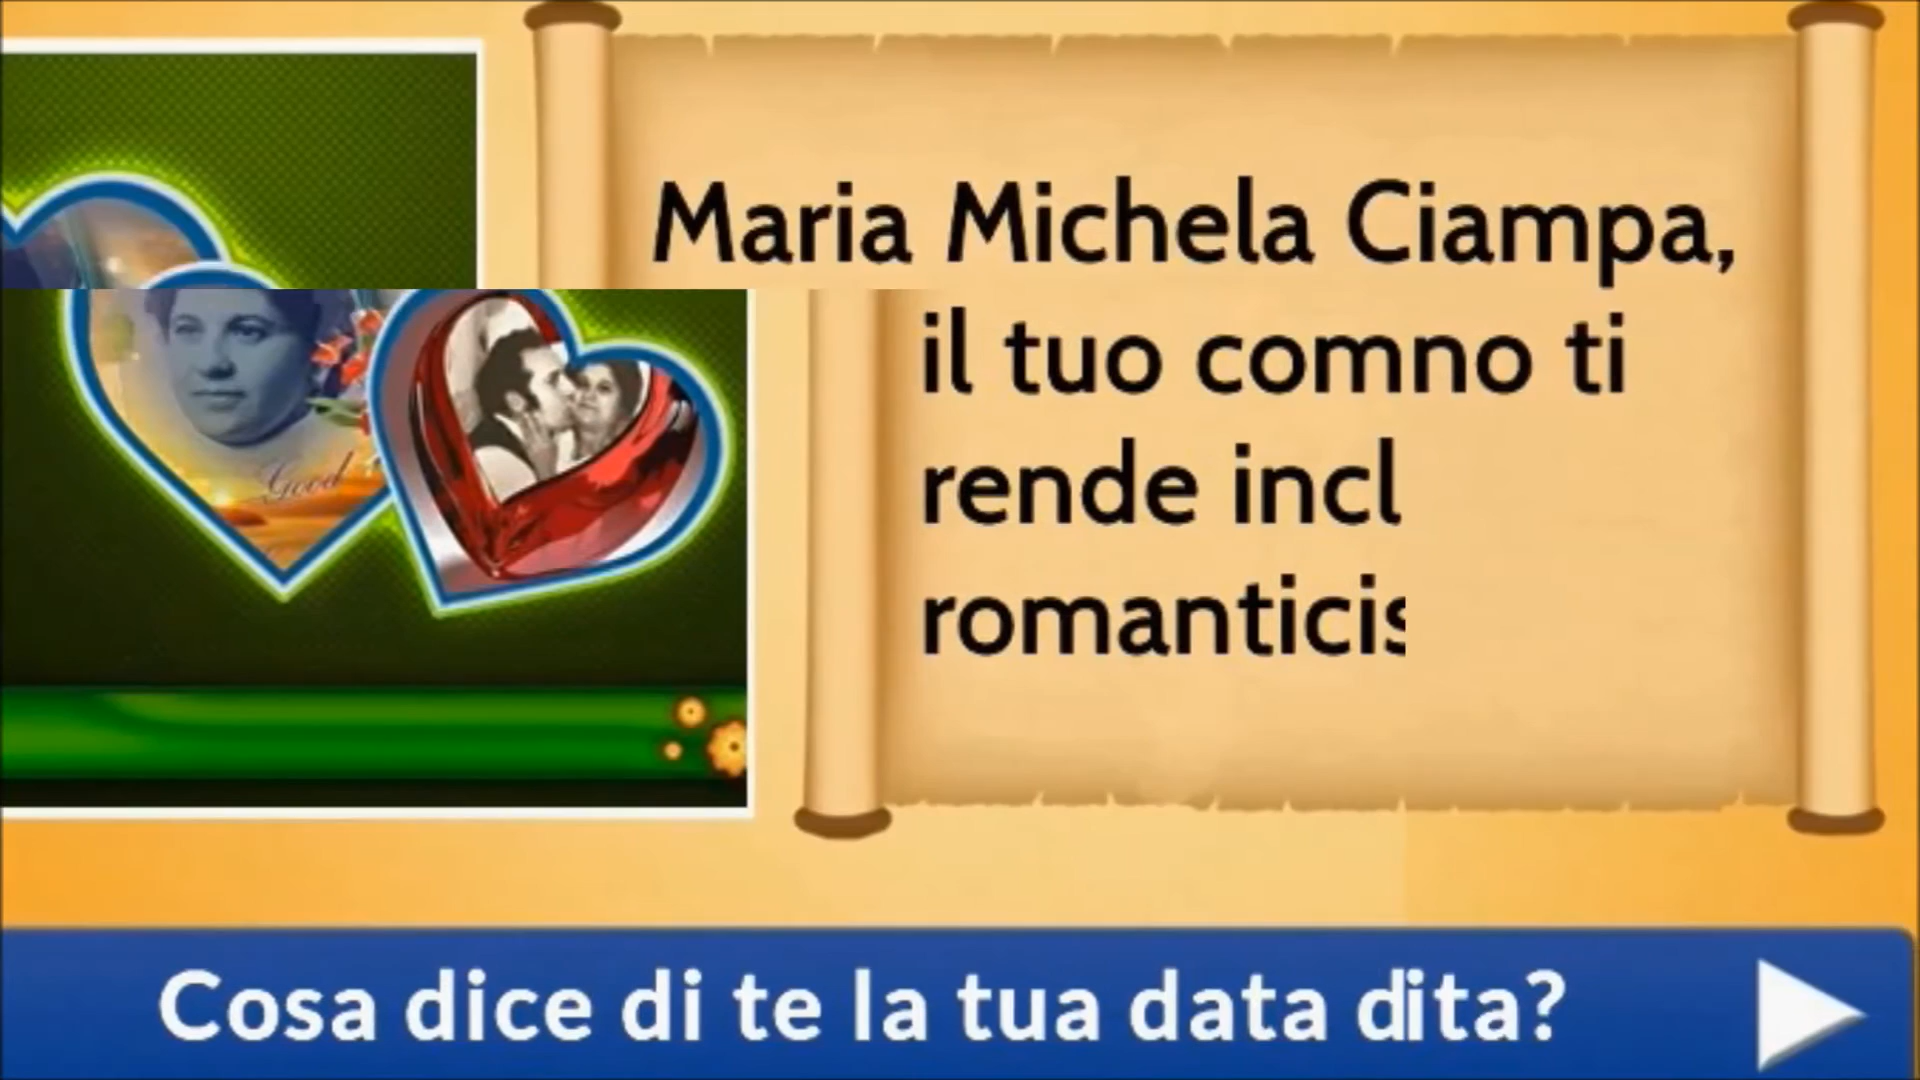 Maria Michela Ciampa,
il tuo comno ti
rende incl
romanticis
Good
Cosa dice di te la tua data dita?